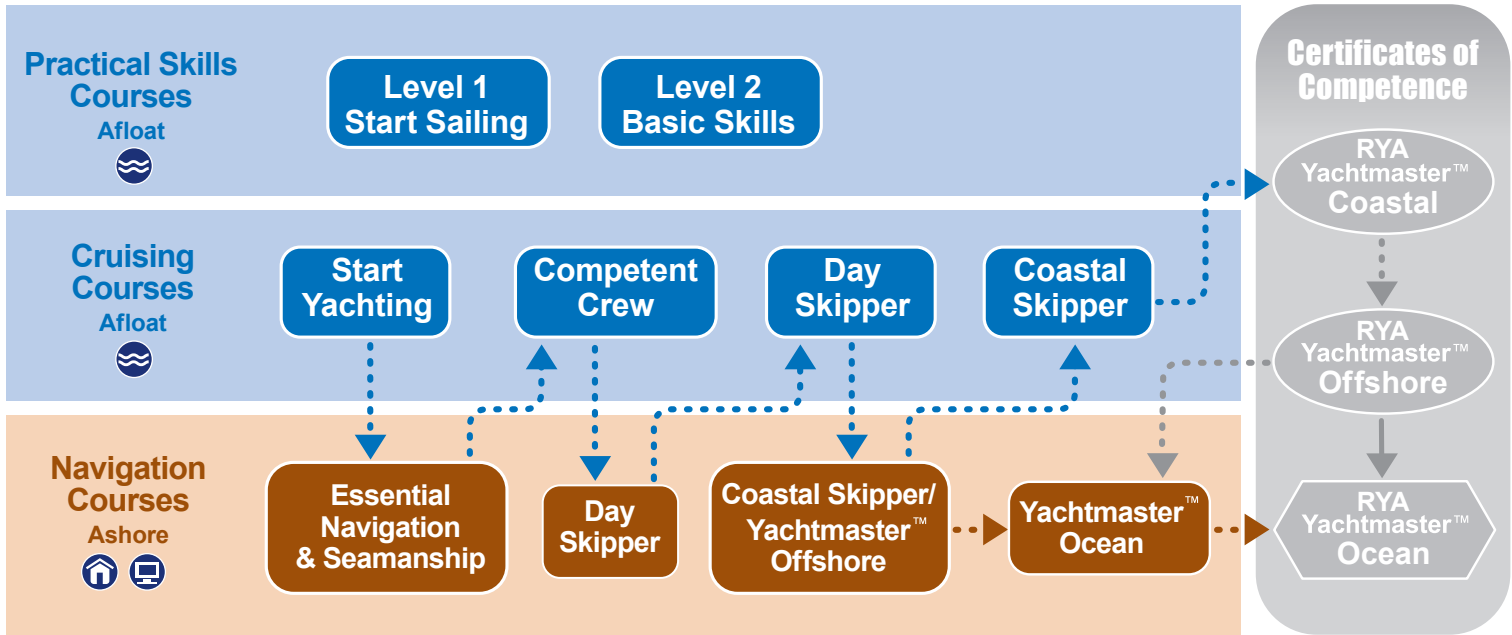 Practical Skills
Courses
Afloat
Level 1
Start Sailing
Level 2
Basic Skills
Cruising
Courses
Afloat
Start
Yachting
Competent
Crew
Day
Skipper
Coastal
Skipper
Navigation
Courses
Ashore
Essential
Navigation
& Seamanship
Day
Skipper
Coastal Skipper/
Yachtmaster™
Offshore
Yachtmaster™
Ocean
Certificates of
Competence
RYA
Yachtmaster™
Coastal
RYA
Yachtmaster™
Offshore
RYA
Yachtmaster™
Ocean